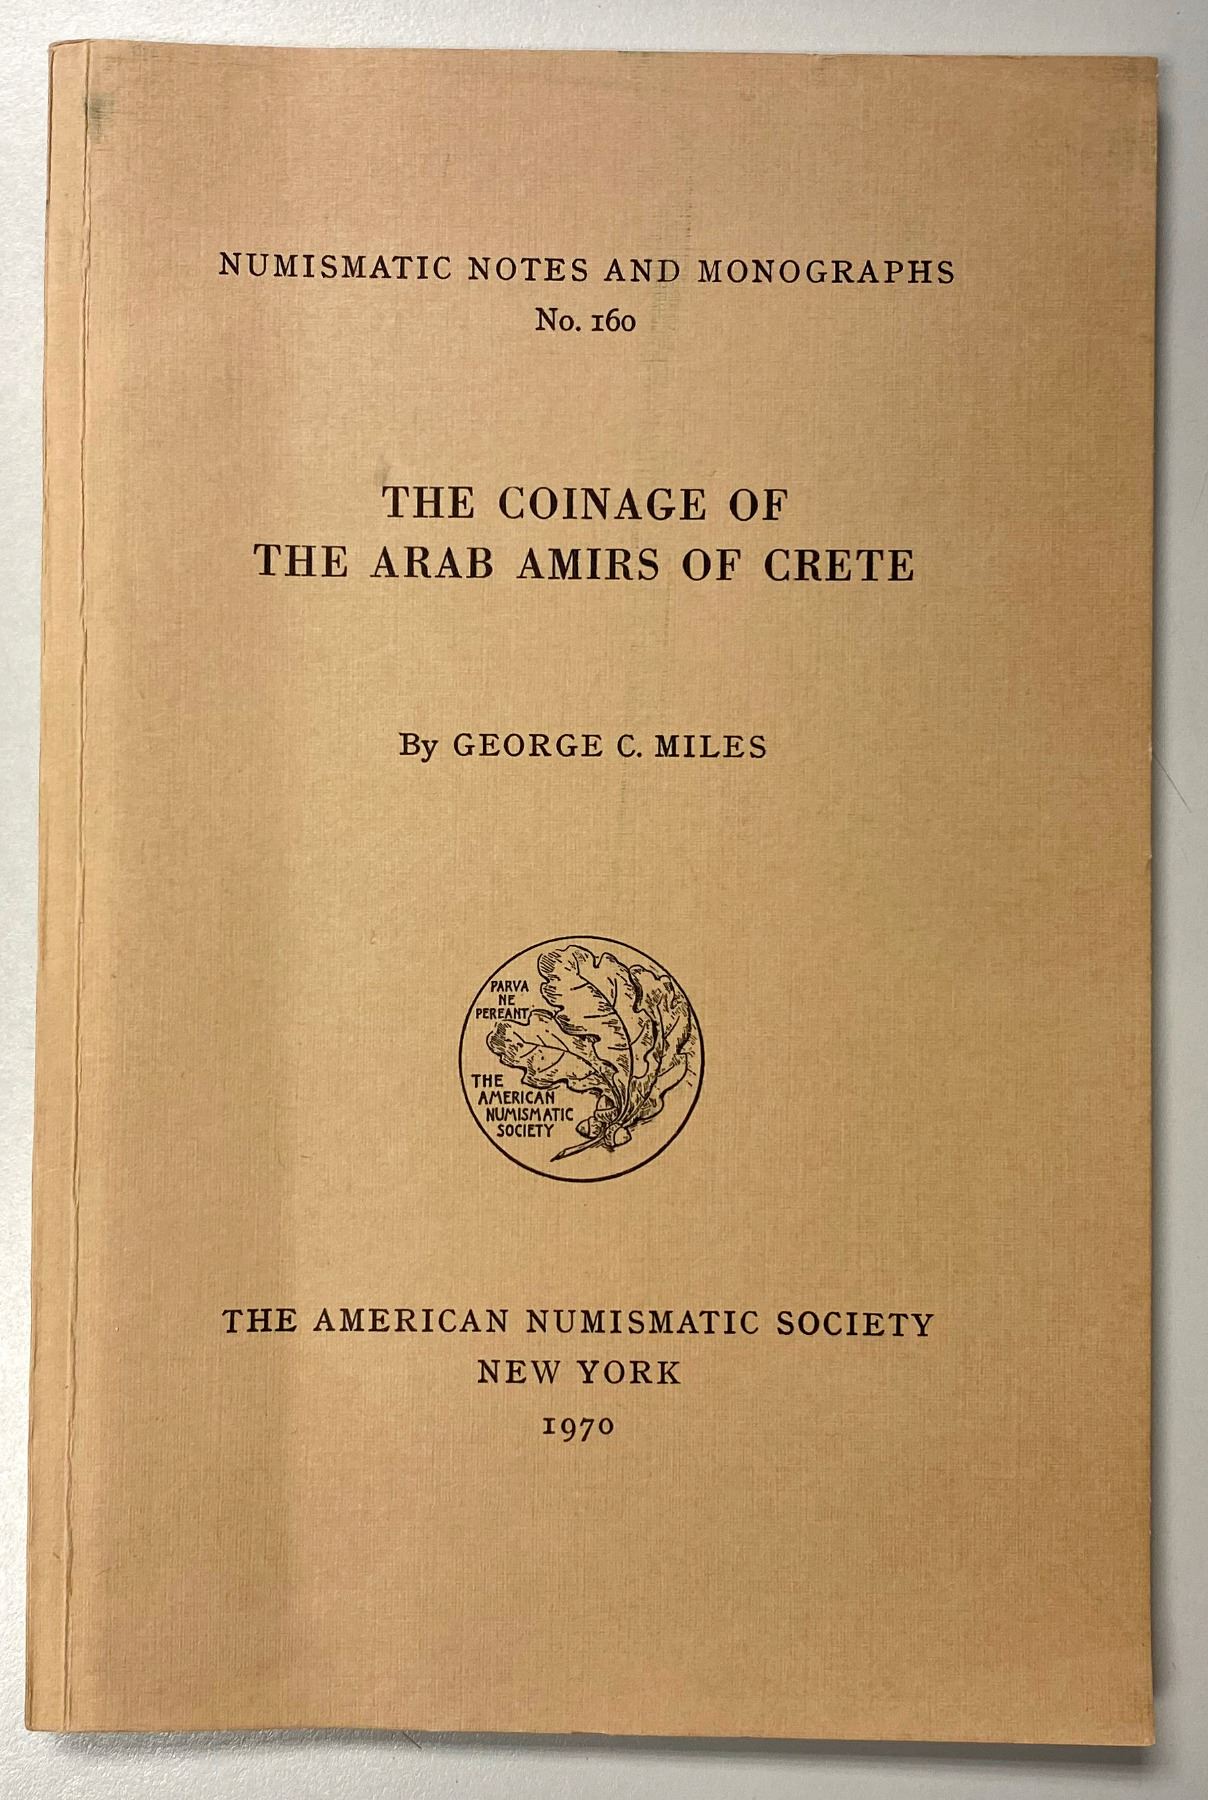 NUMISMATIC NOTES AND MONOGRAPHS
No. 160
THE COINAGE OF
THE ARAB AMIRS OF CRETE
By GEORGE C. MILES
PARVA
NE
PEREANT
THE
AMERICAN
NUMISMATIC
SOCIETY
THE AMERICAN NUMISMATIC SOCIETY
NEW YORK
1970